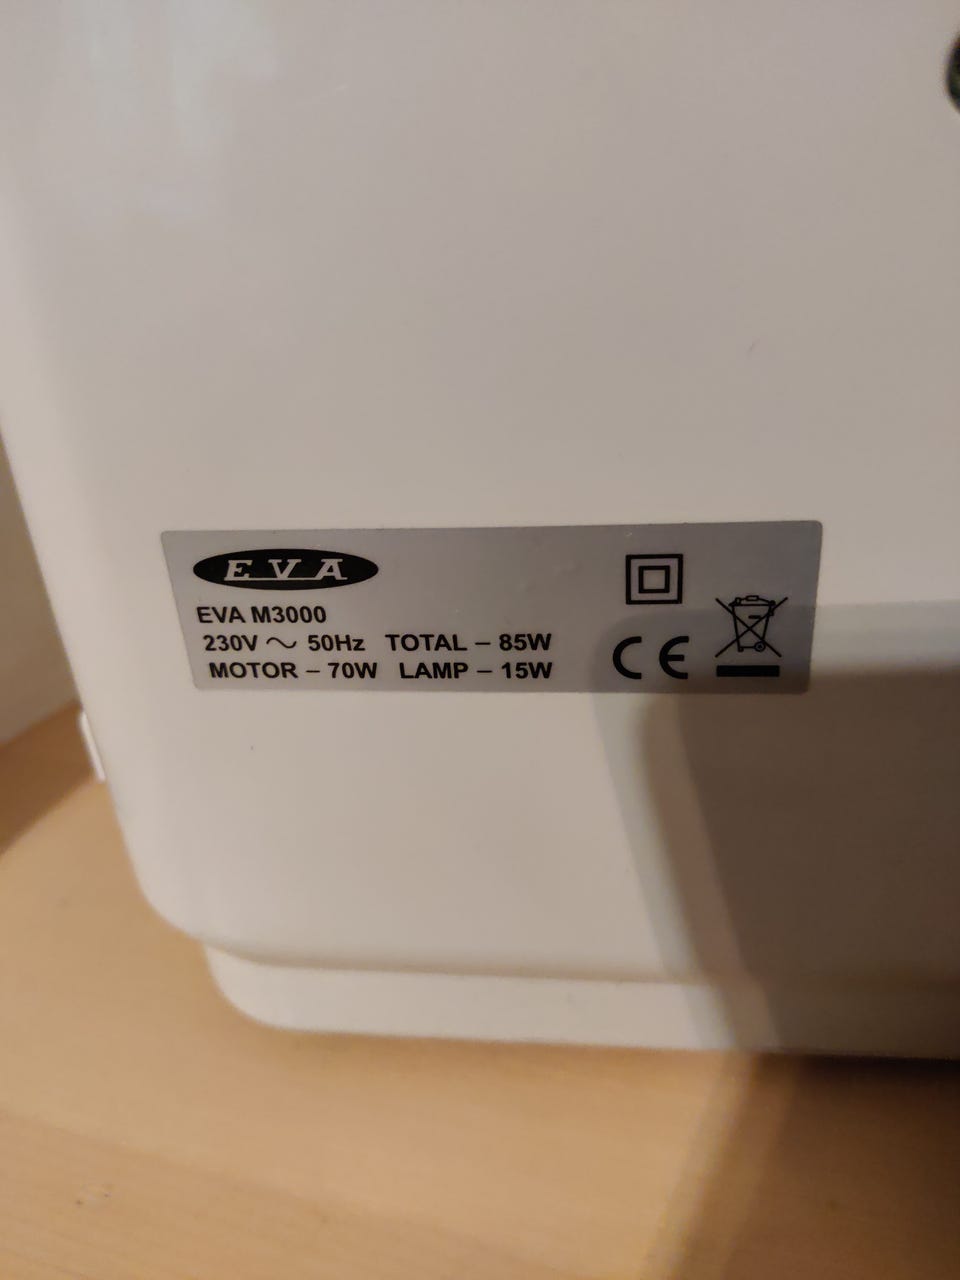 EVA
EVA M3000
230V ~ 50Hz TOTAL – 85W
MOTOR – 70W LAMP – 15W
CE